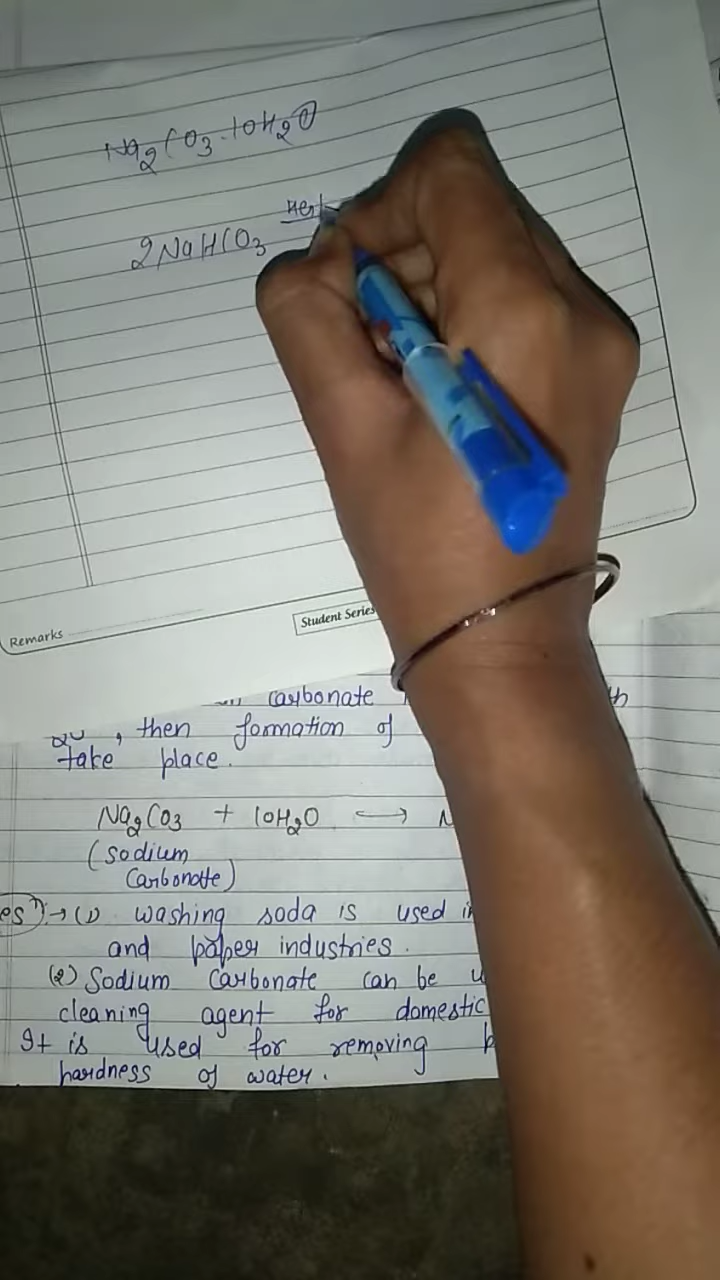 Na2CO3.10H2O
2NaHCO3
Remarks
Student Series
carbonate
, then formation of
take place.
Na2CO3 + 10H2O ⟷
(sodium
Carbonate)
→ (1) washing soda is used
and paper industries.
(2) Sodium carbonate can be
cleaning agent for domestic
It is used for removing
hardness of water.